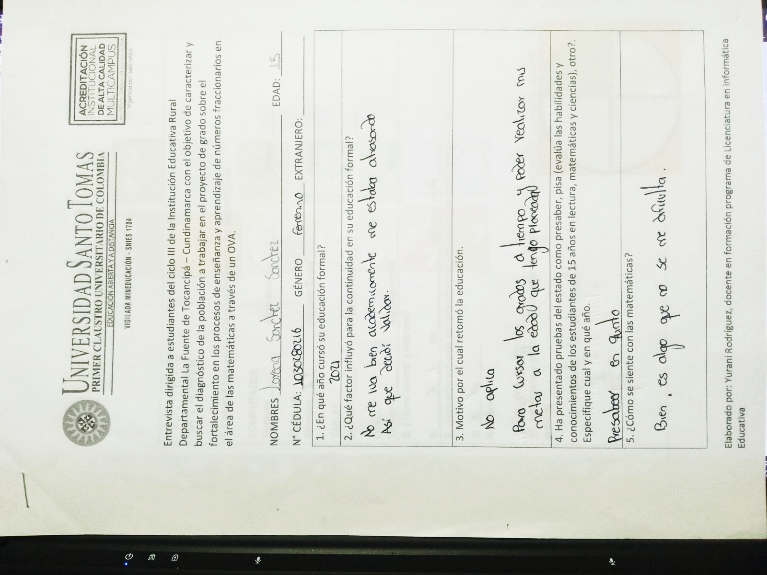 UNIVERSIDAD SANTO TOMÁS
PRIMER CLAUSTRO UNIVERSITARIO DE COLOMBIA
EDUCACIÓN ABIERTA Y A DISTANCIA
VIGILADA MINEDUCACIÓN - SNIES 1704
ACREDITACIÓN
INSTITUCIONAL
DE ALTA CALIDAD
MULTICAMPUS
Entrevista dirigida a estudiantes del ciclo III de la Institución Educativa Rural
Departamental La Fuente de Tocancipá – Cundinamarca con el objetivo de caracterizar y
buscar el diagnóstico de la población a trabajar en el proyecto de grado sobre el
fortalecimiento en los procesos de enseñanza y aprendizaje de números fraccionarios en
el área de las matemáticas a través de un OVA.
NOMBRES Lorena Sanchez Sanchez EDAD: 15
N° CÉDULA: 1030280216 GÉNERO femenino EXTRANJERO:
1. ¿En qué año cursó su educación formal?
2021
2. ¿Qué factor influyó para la continuidad en su educación formal?
No me iva bien academicamente me estaba atrasando
Asi que decidi validar.
3. Motivo por el cual retomó la educación.
No aplica
Para cursar los grados a tiempo y poder realizar mis
metas a la edad que tengo planeada
4. Ha presentado pruebas del estado como presaber, pisa (evalúa las habilidades y
conocimientos de los estudiantes de 15 años en lectura, matemáticas y ciencias), otro?.
Especifique cual y en qué año.
Presaber en quinto
5. ¿Cómo se siente con las matemáticas?
Bien, es algo que no se me dificulta.
Elaborado por: Yurani Rodríguez, docente en formación programa de Licenciatura en informática
Educativa